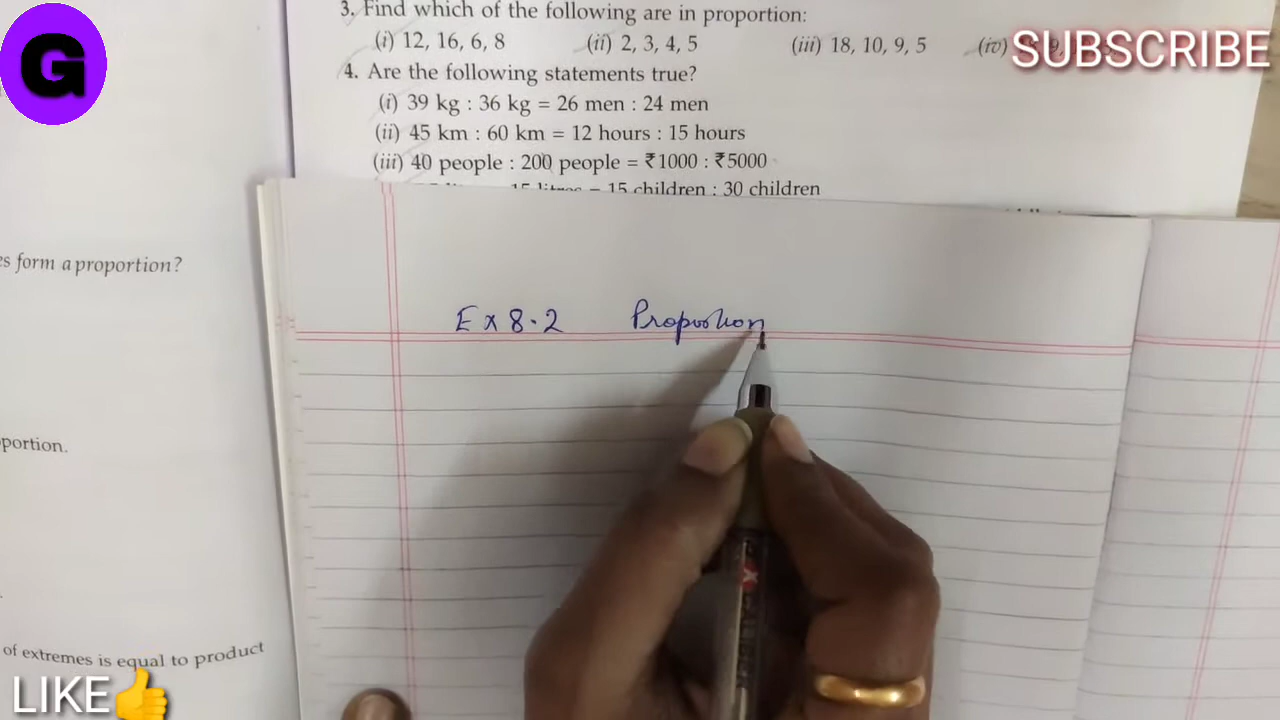 G
SUBSCRIBE
3. Find which of the following are in proportion:
(i) 12, 16, 6, 8 (ii) 2, 3, 4, 5 (iii) 18, 10, 9, 5 (iv)
4. Are the following statements true?
(i) 39 kg : 36 kg = 26 men : 24 men
(ii) 45 km : 60 km = 12 hours : 15 hours
(iii) 40 people : 200 people = ₹1000 : ₹5000
15 litres = 15 children : 30 children
es form a proportion?
Ex 8.2 Proportion
portion.
of extremes is equal to product
LIKE👍